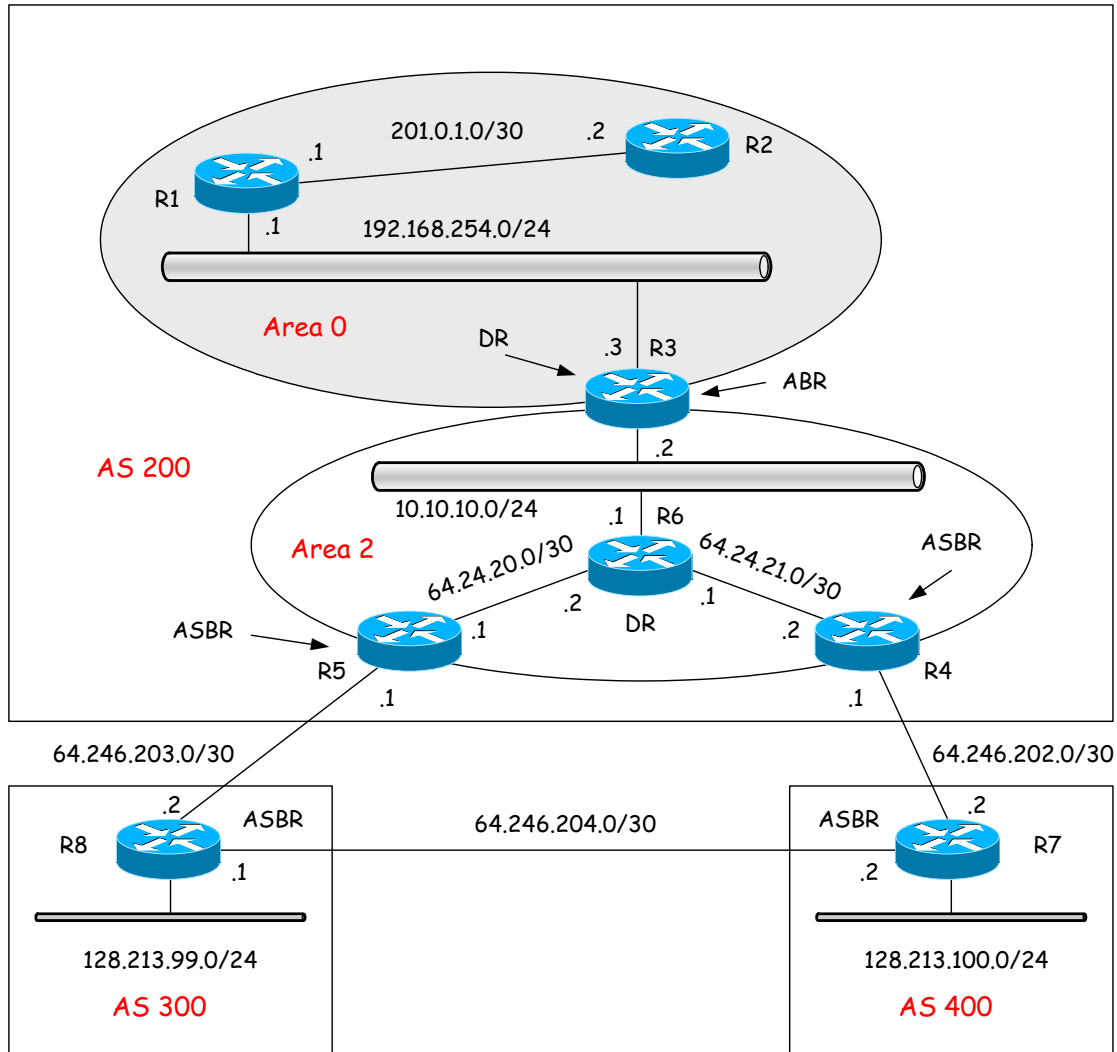 201.0.1.0/30
.2
.1
R2
R1
.1
192.168.254.0/24
Area 0
DR
.3
R3
ABR
AS 200
.2
10.10.10.0/24
.1
R6
Area 2
64.24.20.0/30
64.24.21.0/30
ASBR
.2
.1
ASBR
.1
DR
.2
R5
R4
.1
.1
64.246.203.0/30
64.246.202.0/30
.2
ASBR
64.246.204.0/30
ASBR
.2
R8
R7
.1
.2
128.213.99.0/24
128.213.100.0/24
AS 300
AS 400